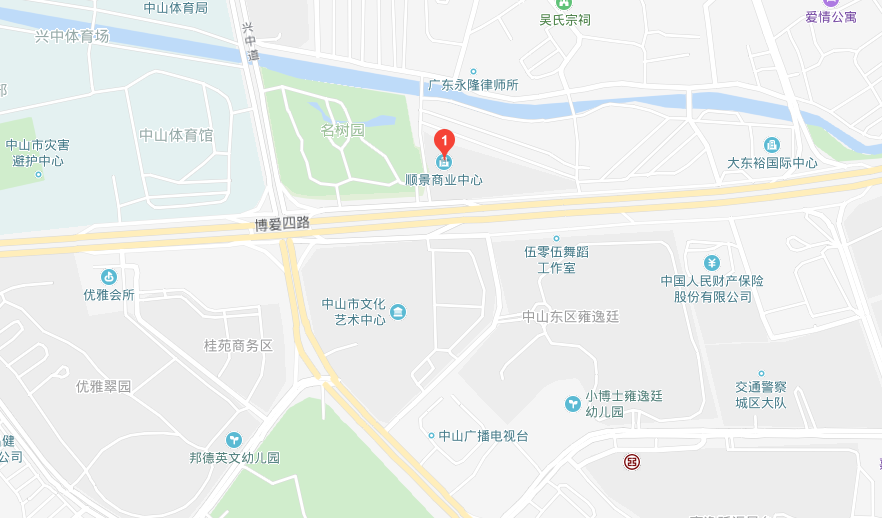 中山体育局
吴氏宗祠
爱情公寓
兴中体育场
兴中道
广东永隆律师所
中山市灾害
避护中心
中山体育馆
名树园
1
顺景商业中心
大东裕国际中心
博爱四路
伍零伍舞蹈
工作室
中国人民财产保险
股份有限公司
优雅会所
中山市文化
艺术中心
中山东区雍逸廷
桂苑商务区
优雅翠园
交通警察
城区大队
小博士雍逸廷
幼儿园
中山广播电视台
健
公司
邦德英文幼儿园